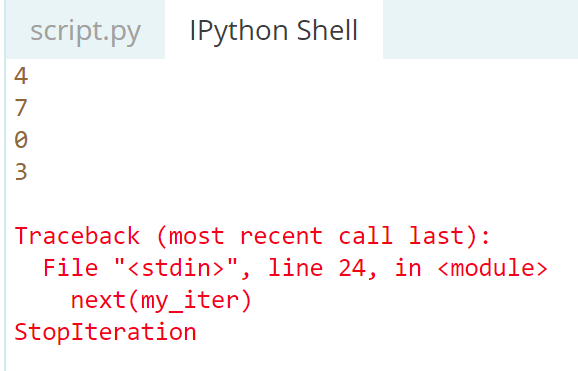 script.py IPython Shell
4
7
0
3
Traceback (most recent call last):
  File "<stdin>", line 24, in <module>
    next(my_iter)
StopIteration